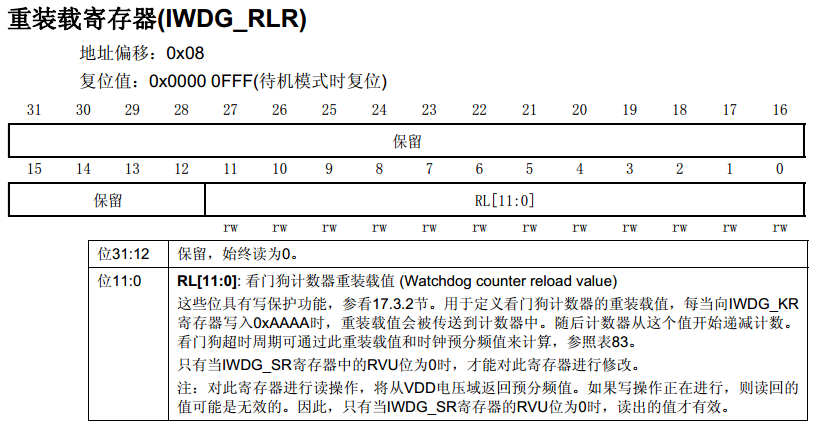 重装载寄存器(IWDG_RLR)
地址偏移：0x08
复位值：0x0000 0FFF(待机模式时复位)
31 30 29 28 27 26 25 24 23 22 21 20 19 18 17 16
保留
15 14 13 12 11 10 9 8 7 6 5 4 3 2 1 0
保留 RL[11:0]
rw rw rw rw rw rw rw rw rw rw rw rw
位31:12 保留，始终读为0。
位11:0 RL[11:0]: 看门狗计数器重装载值 (Watchdog counter reload value)
这些位具有写保护功能，参看17.3.2节。用于定义看门狗计数器的重装载值，每当向IWDG_KR
寄存器写入0xAAAA时，重装载值会被传送到计数器中。随后计数器从这个值开始递减计数。
看门狗超时周期可通过此重装载值和时钟预分频值来计算，参照表83。
只有当IWDG_SR寄存器中的RVU位为0时，才能对此寄存器进行修改。
注：对此寄存器进行读操作，将从VDD电压域返回预分频值。如果写操作正在进行，则读回的
值可能是无效的。因此，只有当IWDG_SR寄存器的RVU位为0时，读出的值才有效。